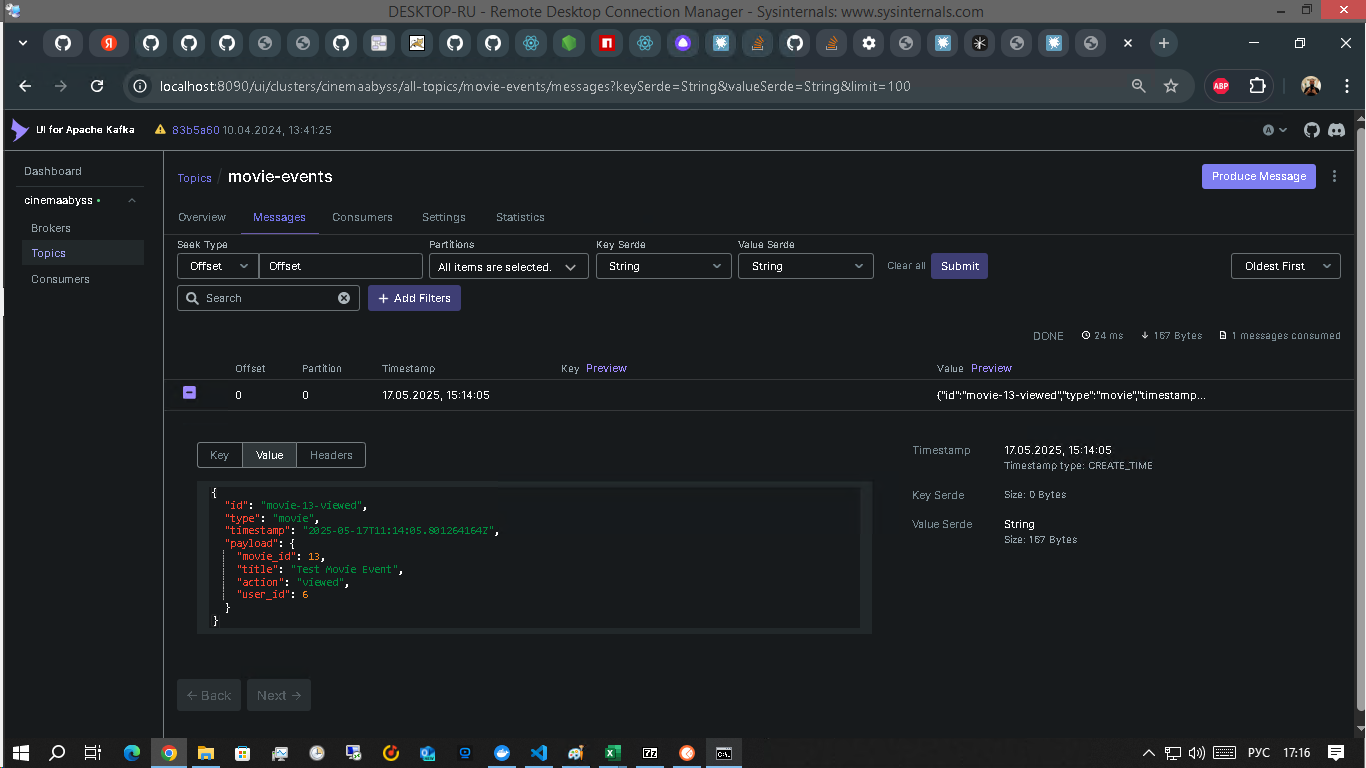 DESKTOP-RU - Remote Desktop Connection Manager - Sysinternals: www.sysinternals.com
localhost:8090/ui/clusters/cinemaabyss/all-topics/movie-events/messages?keySerde=String&valueSerde=String&limit=100
ABP
UI for Apache Kafka 83b5a60 10.04.2024, 13:41:25
A
Dashboard
cinemaabyss
Brokers
Topics
Consumers
Topics / movie-events
Produce Message
Overview Messages Consumers Settings Statistics
Seek Type Partitions Key Serde Value Serde
Offset Offset All items are selected. String String Clear all Submit Oldest First
Search + Add Filters
DONE 24 ms 167 Bytes 1 messages consumed
Offset Partition Timestamp Key Preview Value Preview
0 0 17.05.2025, 15:14:05 {"id":"movie-13-viewed","type":"movie","timestamp...
Key Value Headers
{
"id": "movie-13-viewed",
"type": "movie",
"timestamp": "2025-05-17T11:14:05.801264164Z",
"payload": {
"movie_id": 13,
"title": "Test Movie Event",
"action": "viewed",
"user_id": 6
}
}
Timestamp 17.05.2025, 15:14:05
Timestamp type: CREATE_TIME
Key Serde Size: 0 Bytes
Value Serde String
Size: 167 Bytes
← Back Next →
РУС 17:16